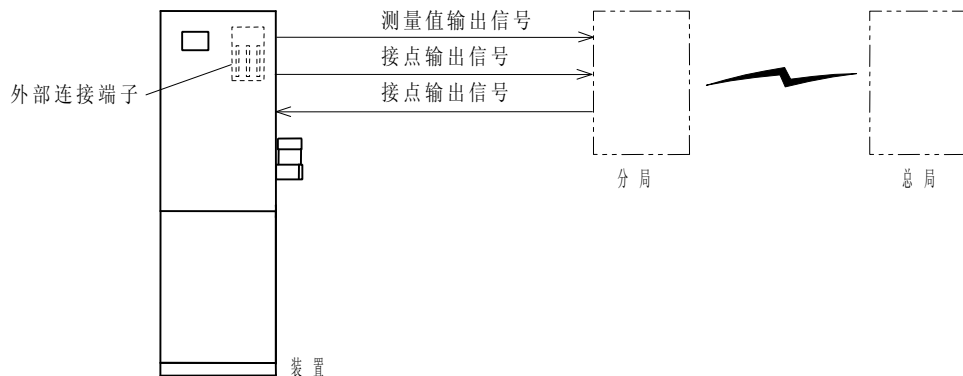 测量值输出信号
接点输出信号
外部连接端子
接点输出信号
分局
总局
装置